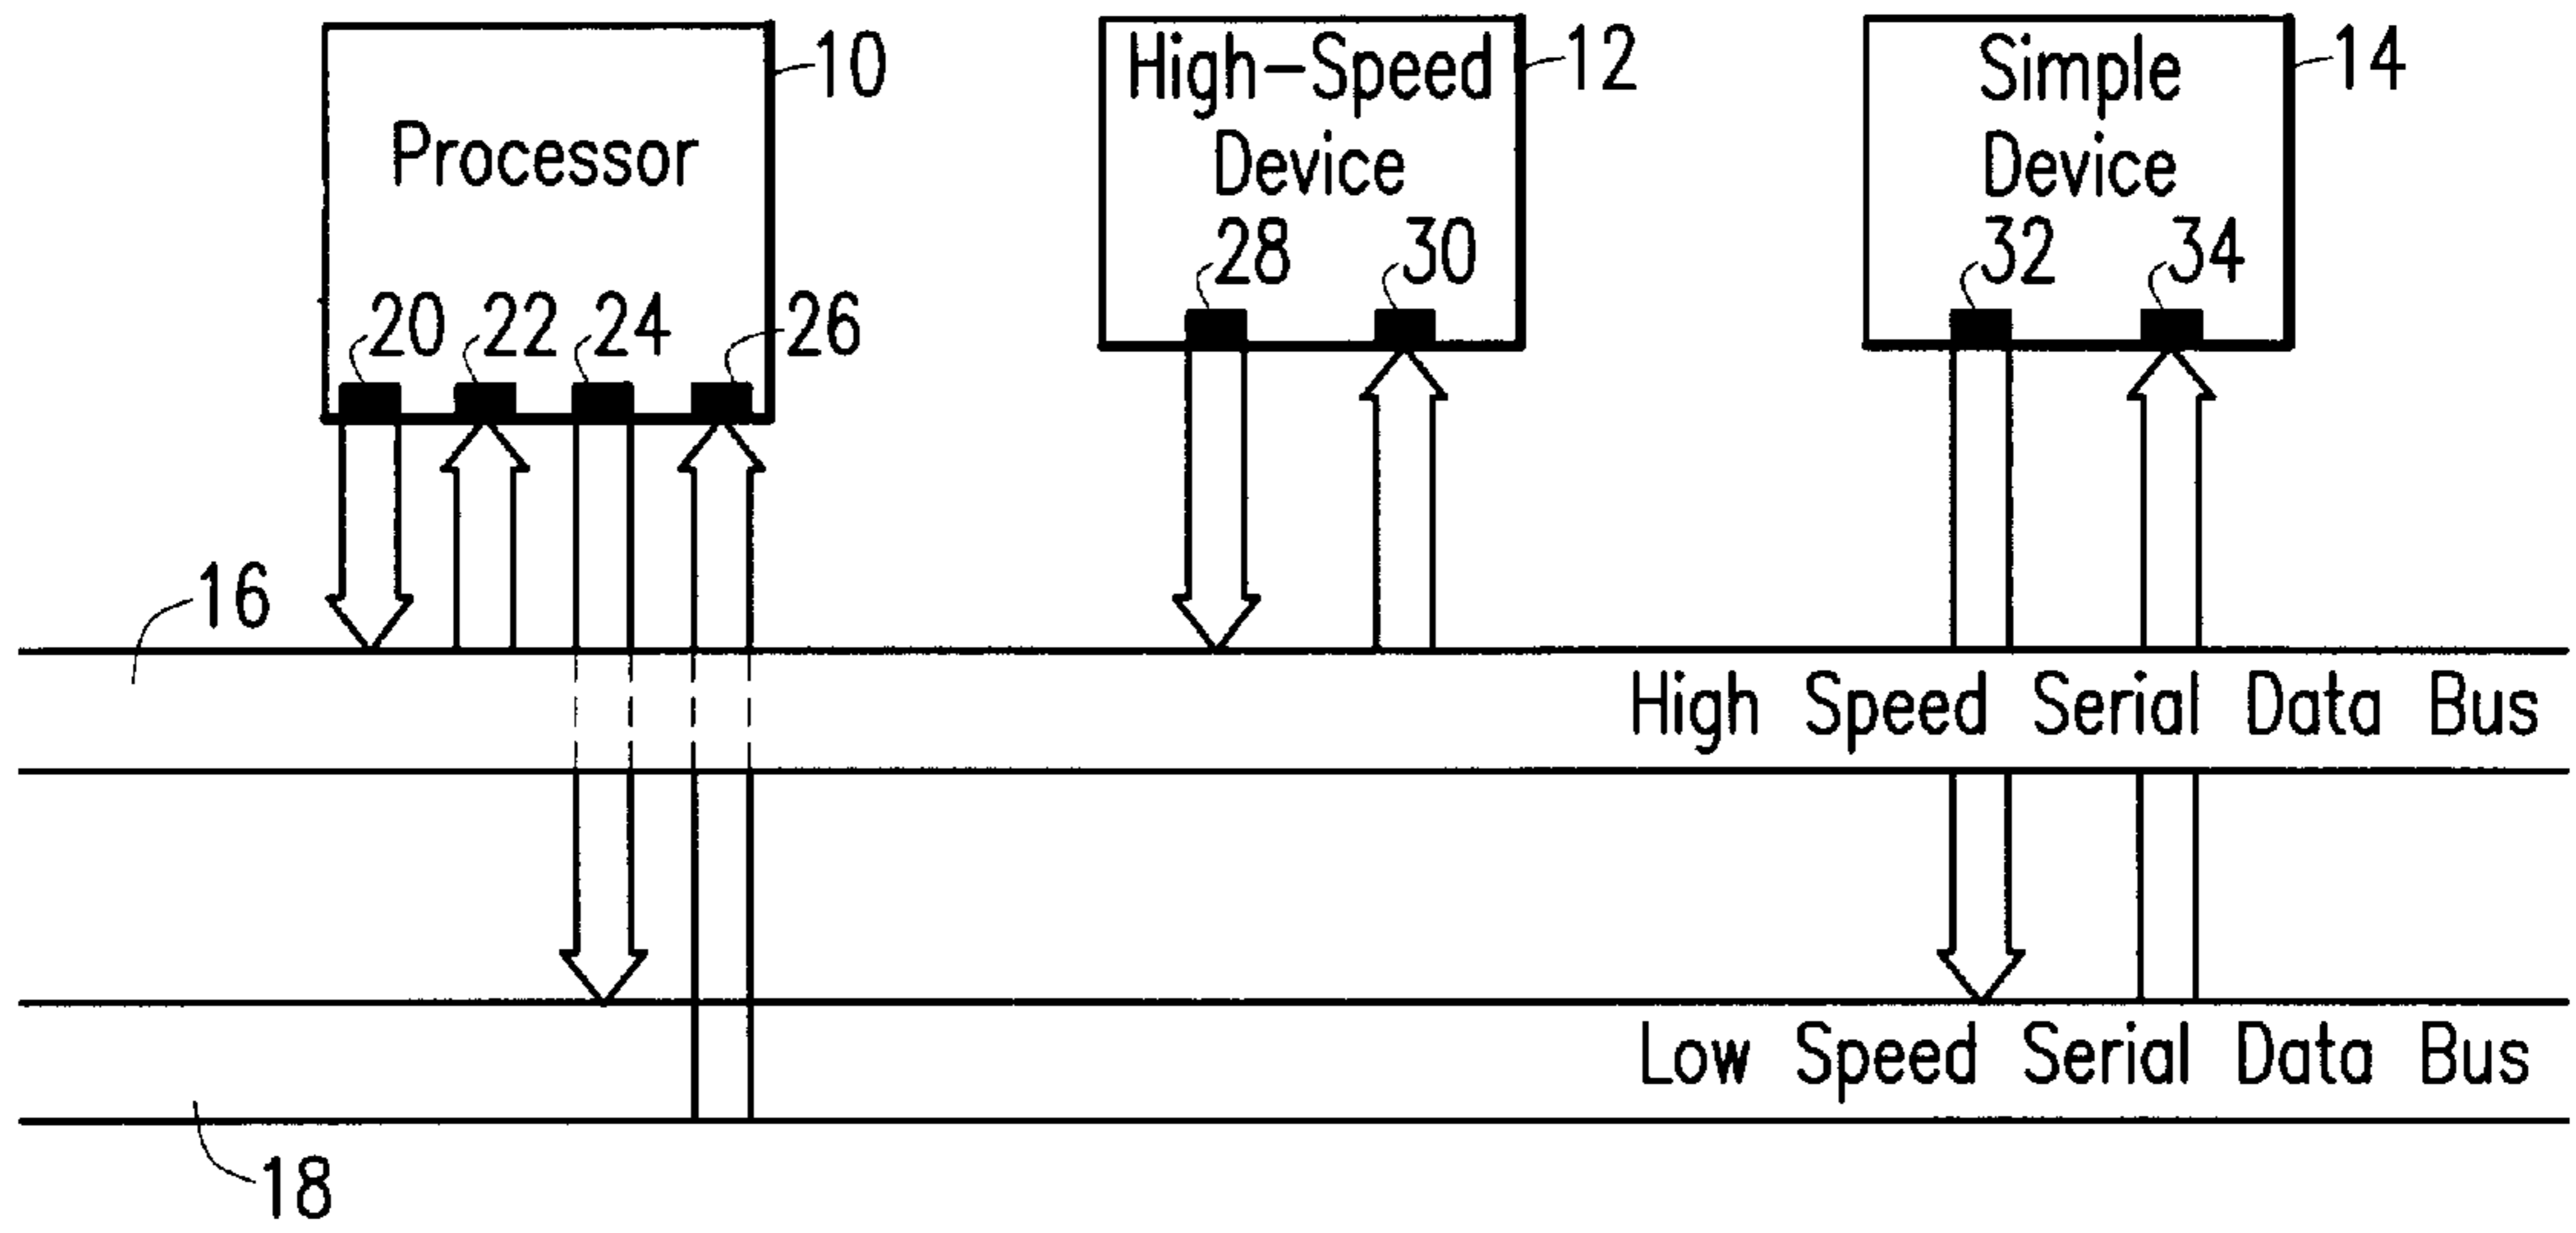 10
Processor
20
22
24
26
High-Speed
Device
12
28
30
Simple
Device
14
32
34
16
High Speed Serial Data Bus
Low Speed Serial Data Bus
18